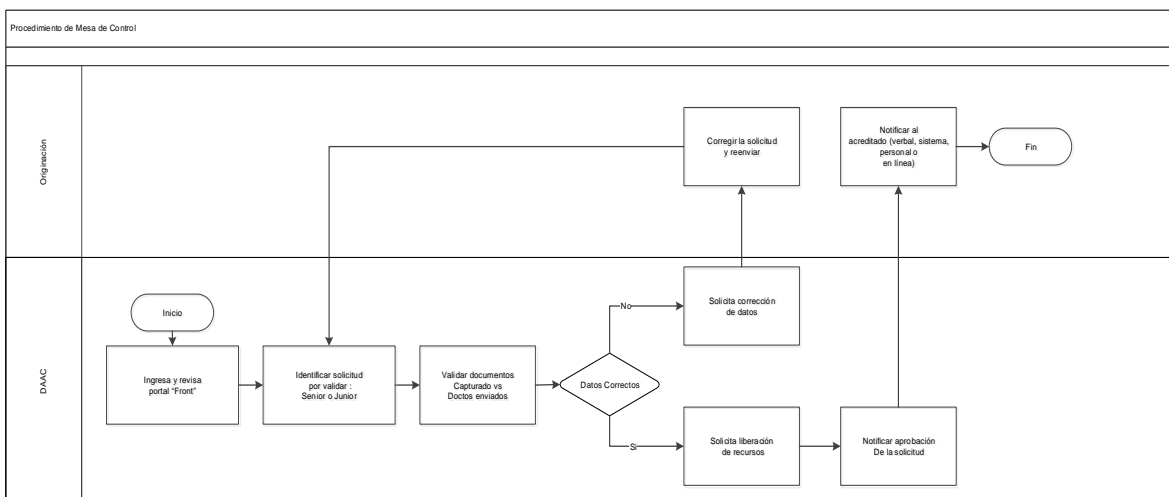 Procedimiento de Mesa de Control
Originación
Corregir la solicitud
y reenviar
Notificar al
acreditado (verbal, sistema,
personal o
en línea)
Fin
DAAC
Inicio
Ingresa y revisa
portal "Front"
Identificar solicitud
por validar :
Senior o Junior
Validar documentos
Capturado vs
Doctos enviados
Datos Correctos
No
Solicita corrección
de datos
Si
Solicita liberación
de recursos
Notificar aprobación
De la solicitud